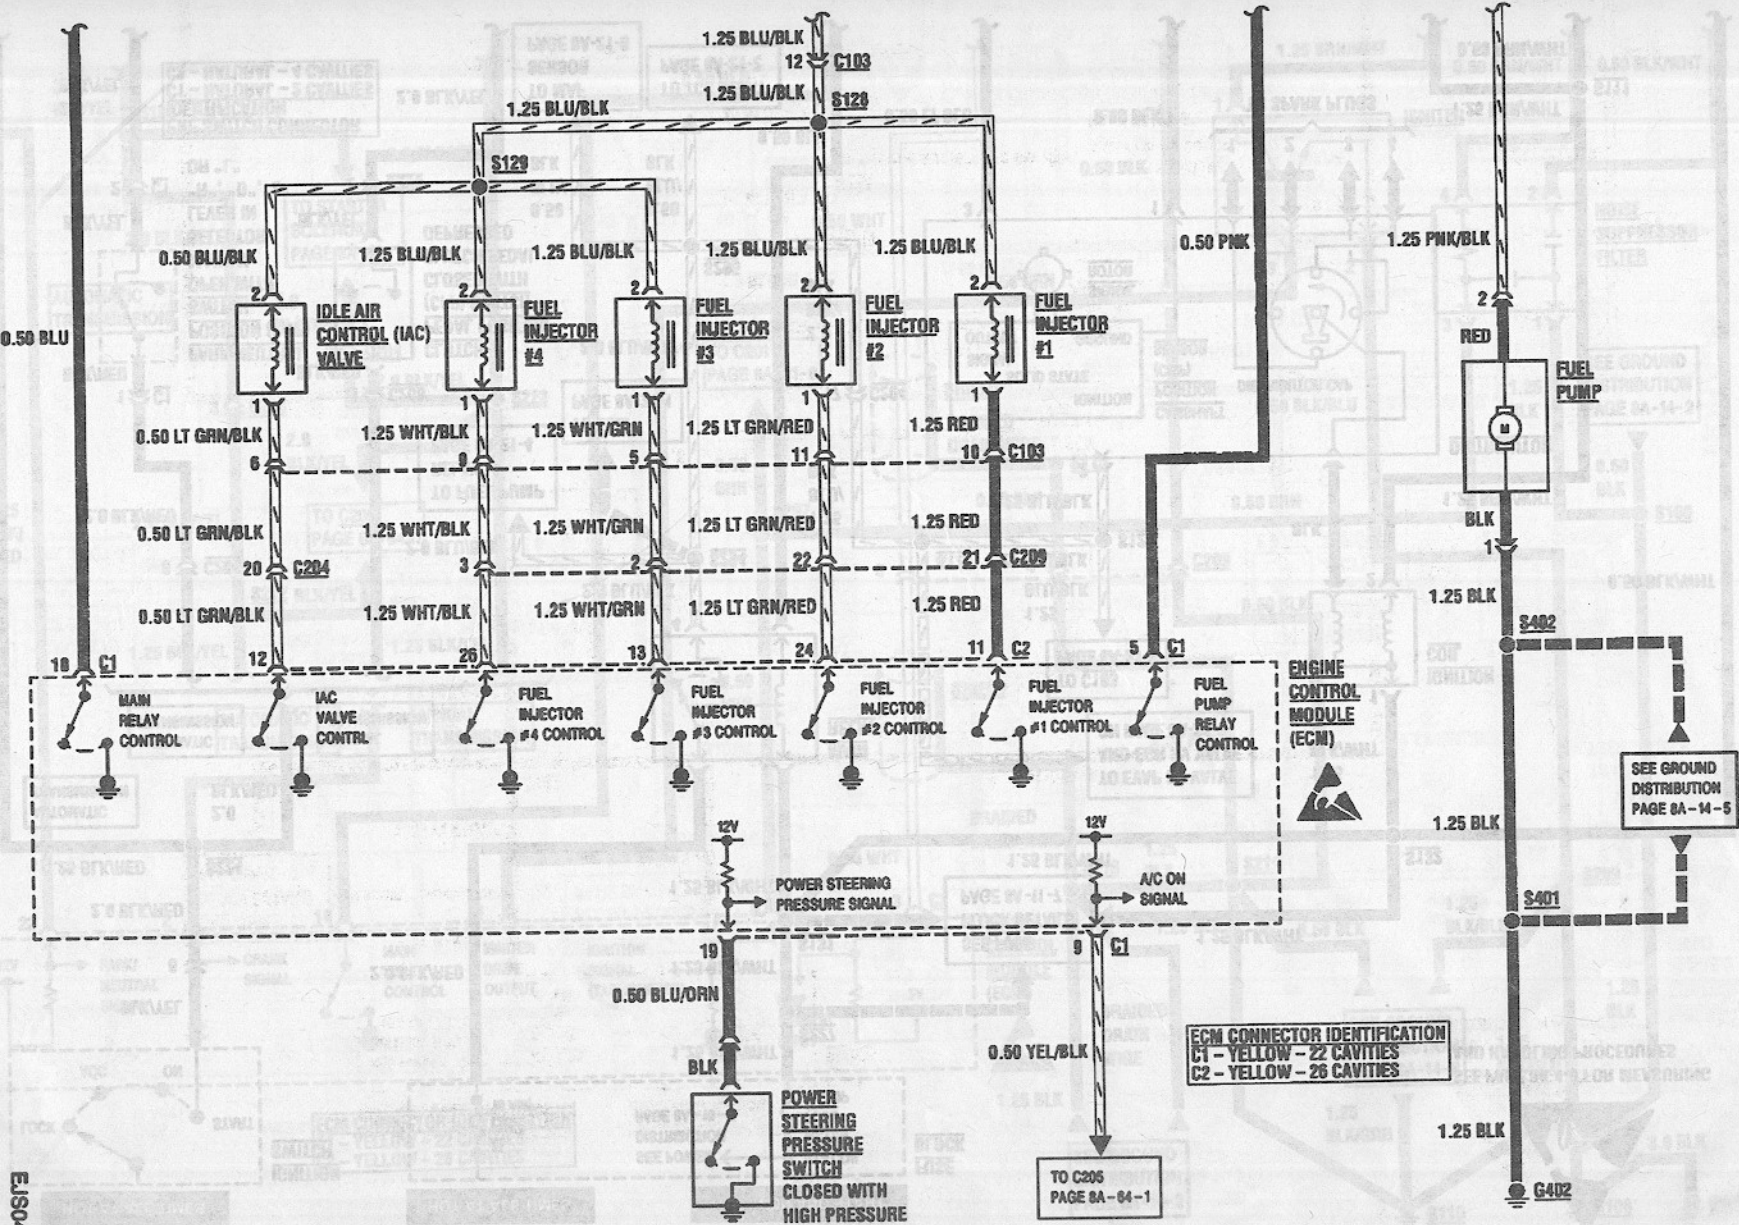 1.25 BLU/BLK
12 C103
1.25 BLU/BLK
S128
1.25 BLU/BLK
S129
0.50 BLU/BLK
1.25 BLU/BLK
1.25 BLU/BLK
1.25 BLU/BLK
1.25 BLU/BLK
0.50 PNK
1.25 PNK/BLK
2
2
2
2
2
2
0.50 BLU
IDLE AIR
CONTROL (IAC)
VALVE
FUEL
INJECTOR
#4
FUEL
INJECTOR
#3
FUEL
INJECTOR
#2
FUEL
INJECTOR
#1
RED
FUEL
PUMP
M
1
1
1
1
1
0.50 LT GRN/BLK
1.25 WHT/BLK
1.25 WHT/GRN
1.25 LT GRN/RED
1.25 RED
6
9
5
11
10 C103
0.50 LT GRN/BLK
1.25 WHT/BLK
1.25 WHT/GRN
1.25 LT GRN/RED
1.25 RED
BLK
1
20 C204
3
2
22
21 C209
0.50 LT GRN/BLK
1.25 WHT/BLK
1.25 WHT/GRN
1.25 LT GRN/RED
1.25 RED
1.25 BLK
S402
18 C1
12
26
13
24
11 C2
5 C1
MAIN
RELAY
CONTROL
IAC
VALVE
CONTRL
FUEL
INJECTOR
#4 CONTROL
FUEL
INJECTOR
#3 CONTROL
FUEL
INJECTOR
#2 CONTROL
FUEL
INJECTOR
#1 CONTROL
FUEL
PUMP
RELAY
CONTROL
ENGINE
CONTROL
MODULE
(ECM)
SEE GROUND
DISTRIBUTION
PAGE 8A-14-5
1.25 BLK
12V
12V
POWER STEERING
PRESSURE SIGNAL
A/C ON
SIGNAL
S401
19
9 C1
0.50 BLU/ORN
0.50 YEL/BLK
ECM CONNECTOR IDENTIFICATION
C1 - YELLOW - 22 CAVITIES
C2 - YELLOW - 26 CAVITIES
BLK
POWER
STEERING
PRESSURE
SWITCH
CLOSED WITH
HIGH PRESSURE
1.25 BLK
TO C205
PAGE 8A-64-1
G402